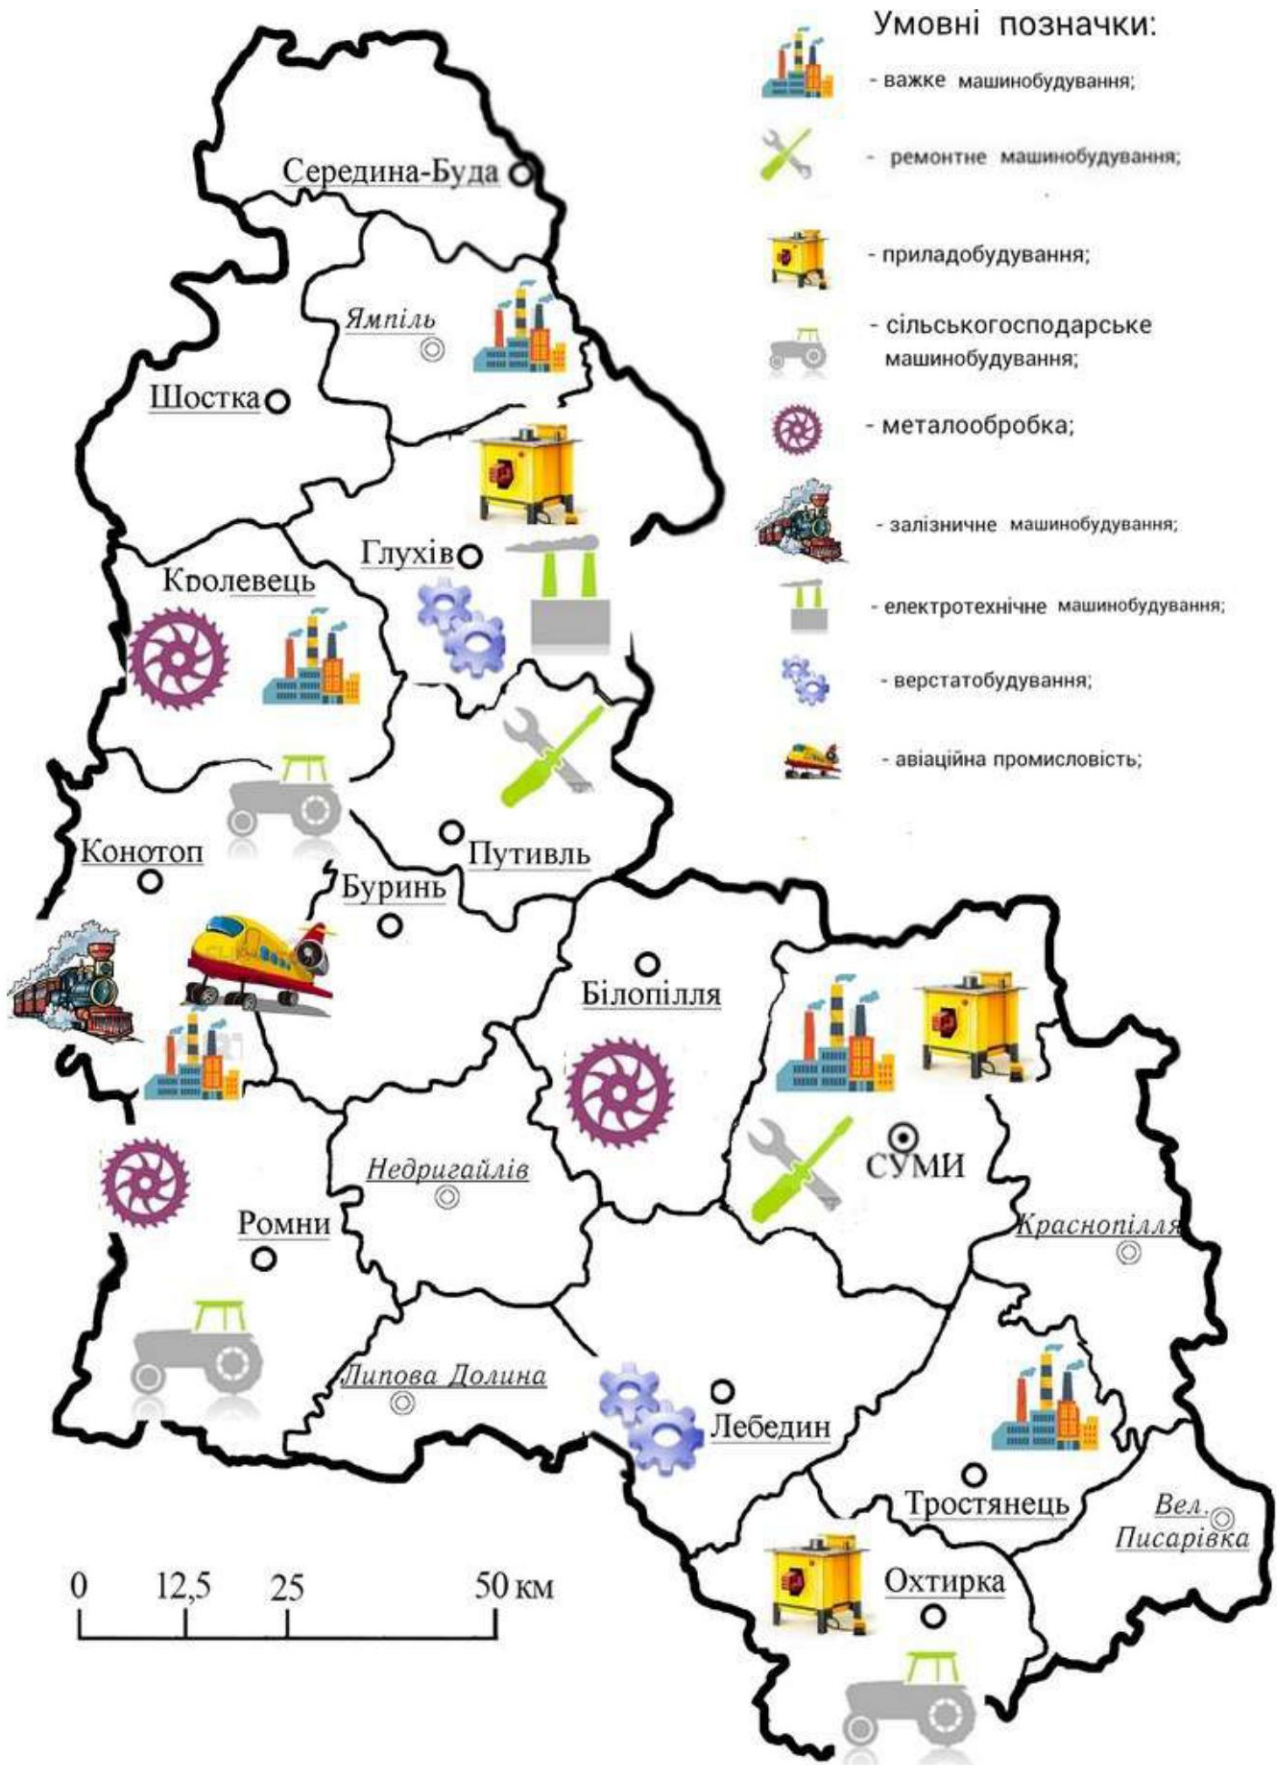 Умовні позначки:
- важке машинобудування;
- ремонтне машинобудування;
- приладобудування;
- сільськогосподарське
машинобудування;
- металообробка;
- залізничне машинобудування;
- електротехнічне машинобудування;
- верстатобудування;
- авіаційна промисловість;
Середина-Буда
Ямпіль
Шостка
Глухів
Кролевець
Конотоп
Путивль
Буринь
Білопілля
СУМИ
Недригайлів
Ромни
Краснопілля
Липова Долина
Лебедин
Тростянець
Вел.
Писарівка
Охтирка
0 12,5 25 50 км